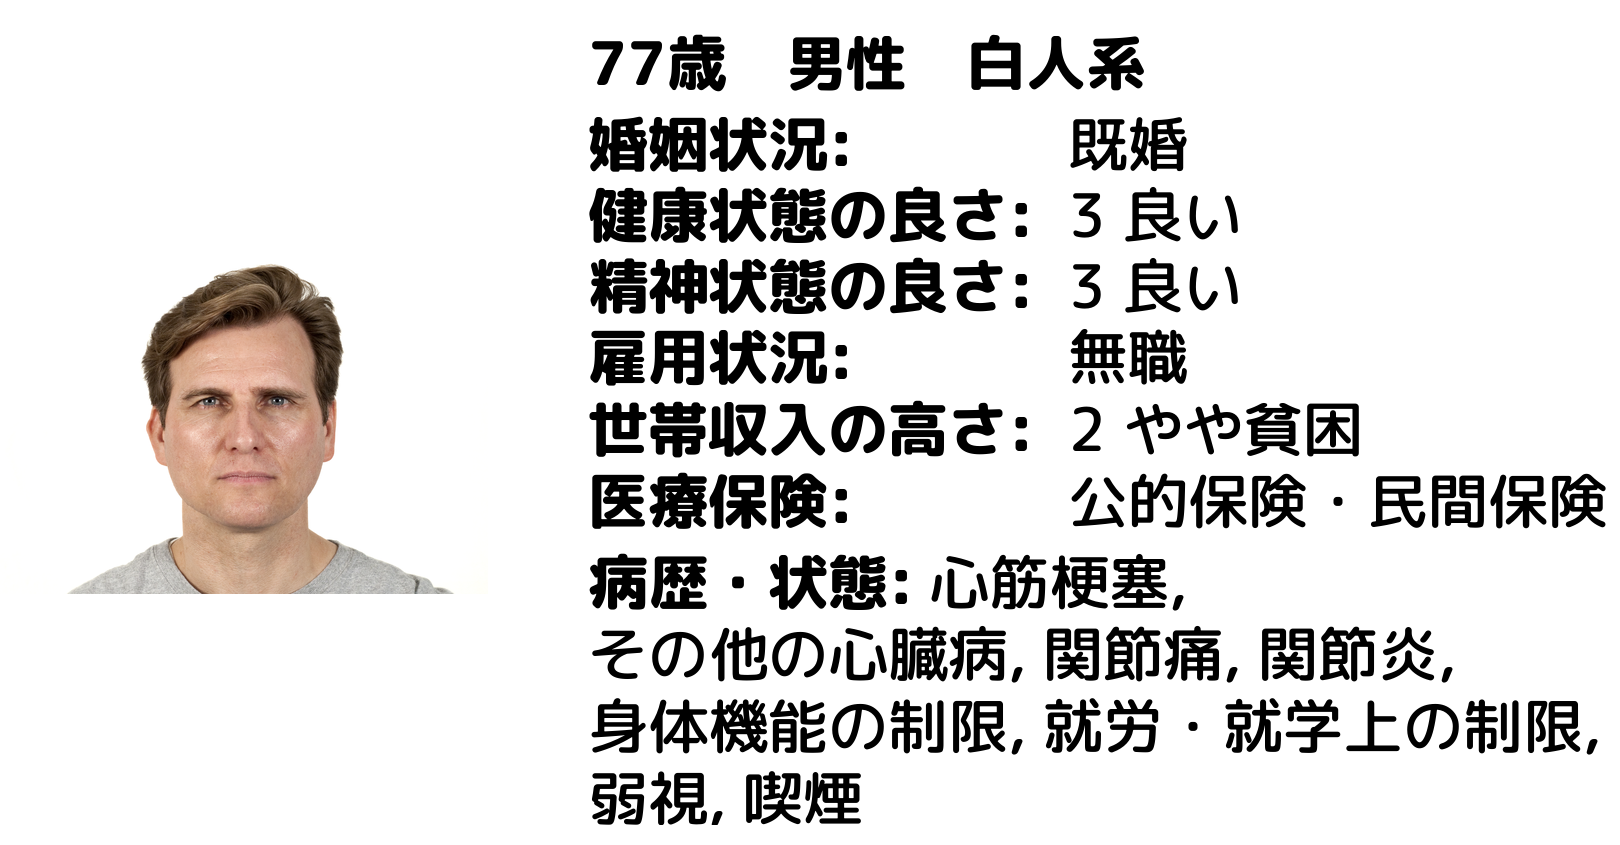 77歳　男性　白人系
婚姻状況: 既婚
健康状態の良さ: 3 良い
精神状態の良さ: 3 良い
雇用状況: 無職
世帯収入の高さ: 2 やや貧困
医療保険: 公的保険・民間保険
病歴・状態: 心筋梗塞,
その他の心臓病, 関節痛, 関節炎,
身体機能の制限, 就労・就学上の制限,
弱視, 喫煙